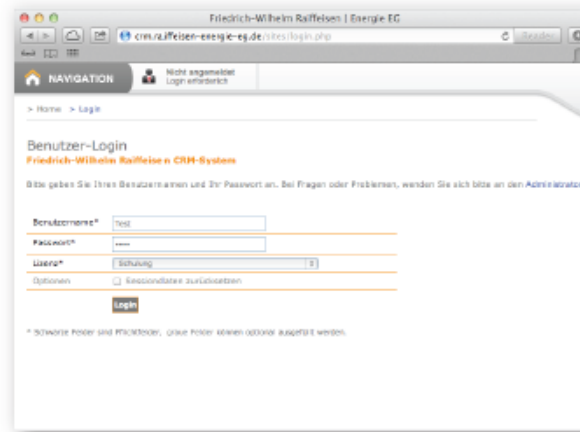 Friedrich-Wilhelm Raiffeisen | Energie EG
crm.raiffeisen-energie-eg.de/sites/login.php
Reader
NAVIGATION
Nicht angemeldet
Login erforderlich
> Home > Login
Benutzer-Login
Friedrich-Wilhelm Raiffeisen CRM-System
Bitte geben Sie Ihren Benutzernamen und Ihr Passwort an. Bei Fragen oder Problemen, wenden Sie sich bitte an den Administrator
Benutzername* Test
Passwort* •••••
Lizenz* Schulung
Optionen Sessiondaten zurücksetzen
Login
* Schwarze Felder sind Pflichtfelder, graue Felder können optional ausgefüllt werden.